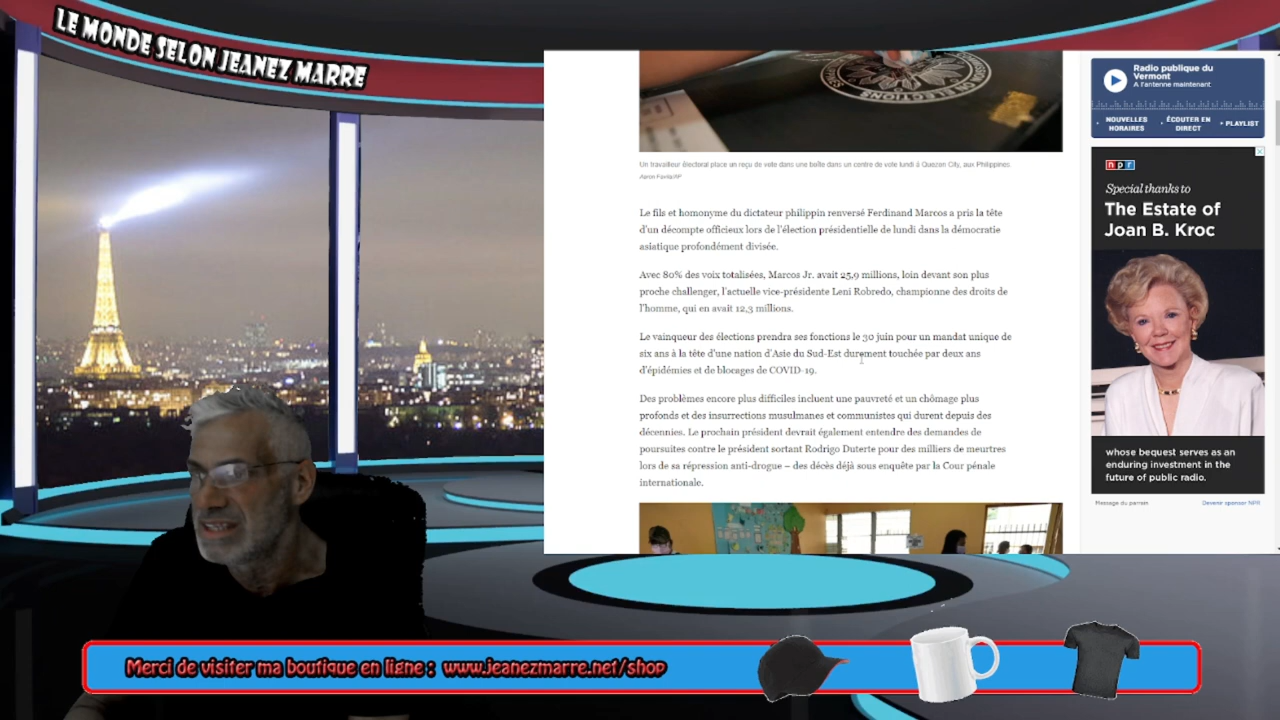 LE MONDE SELON JEANEZ MARRE
ELECTIONS
Un travailleur électoral place un reçu de vote dans une boîte dans un centre de vote lundi à Quezon City, aux Philippines.
Aaron Favila/AP
Le fils et homonyme du dictateur philippin renversé Ferdinand Marcos a pris la tête
d'un décompte officieux lors de l'élection présidentielle de lundi dans la démocratie
asiatique profondément divisée.
Avec 80% des voix totalisées, Marcos Jr. avait 25,9 millions, loin devant son plus
proche challenger, l'actuelle vice-présidente Leni Robredo, championne des droits de
l'homme, qui en avait 12,3 millions.
Le vainqueur des élections prendra ses fonctions le 30 juin pour un mandat unique de
six ans à la tête d'une nation d'Asie du Sud-Est durement touchée par deux ans
d'épidémies et de blocages de COVID-19.
Des problèmes encore plus difficiles incluent une pauvreté et un chômage plus
profonds et des insurrections musulmanes et communistes qui durent depuis des
décennies. Le prochain président devrait également entendre des demandes de
poursuites contre le président sortant Rodrigo Duterte pour des milliers de meurtres
lors de sa répression anti-drogue – des décès déjà sous enquête par la Cour pénale
internationale.
Radio publique du
Vermont
A l'antenne maintenant
• NOUVELLES
HORAIRES
• ÉCOUTER EN
DIRECT
• PLAYLIST
npr
Special thanks to
The Estate of
Joan B. Kroc
whose bequest serves as an
enduring investment in the
future of public radio.
Message du parrain
Devenir sponsor NPR
Merci de visiter ma boutique en ligne : www.jeanezmarre.net/shop